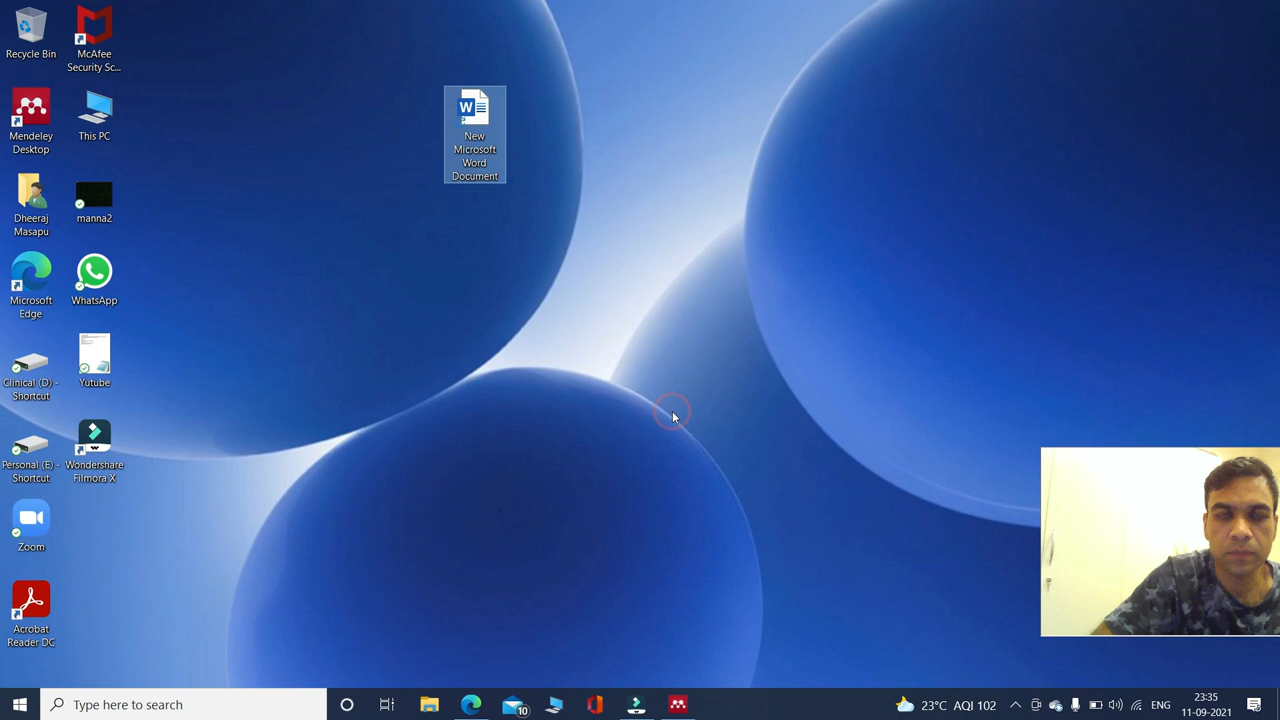 Recycle Bin
McAfee
Security Sc...
Mendeley
Desktop
This PC
New
Microsoft
Word
Document
Dheeraj
Masapu
manna2
Microsoft
Edge
WhatsApp
Clinical (D) -
Shortcut
Yutube
Personal (E) -
Shortcut
Wondershare
Filmora X
Zoom
Acrobat
Reader DC
Type here to search
10
23°C AQI 102
ENG
23:35
11-09-2021